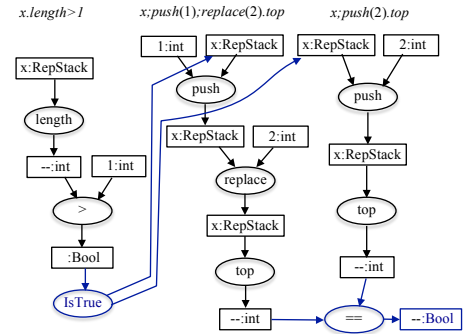 x.length>1 x;push(1);replace(2).top x;push(2).top
1:int x:RepStack x:RepStack 2:int
x:RepStack
push push
length
x:RepStack 2:int
--:int 1:int x:RepStack
replace
> top
x:RepStack
:Bool
--:int
top
IsTrue
--:int == --:Bool